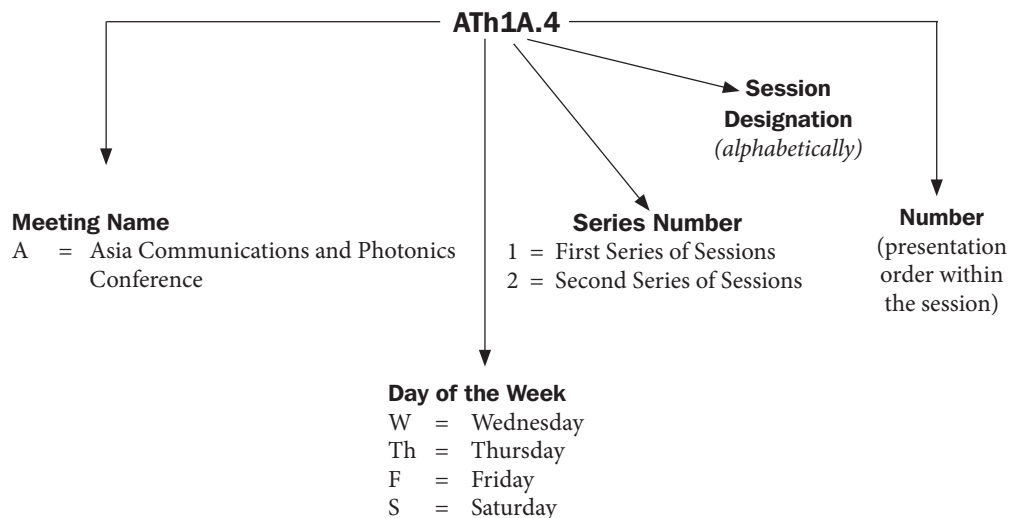 ATh1A.4
Session
Designation
(alphabetically)
Meeting Name
A = Asia Communications and Photonics
Conference
Series Number
1 = First Series of Sessions
2 = Second Series of Sessions
Number
(presentation
order within
the session)
Day of the Week
W = Wednesday
Th = Thursday
F = Friday
S = Saturday